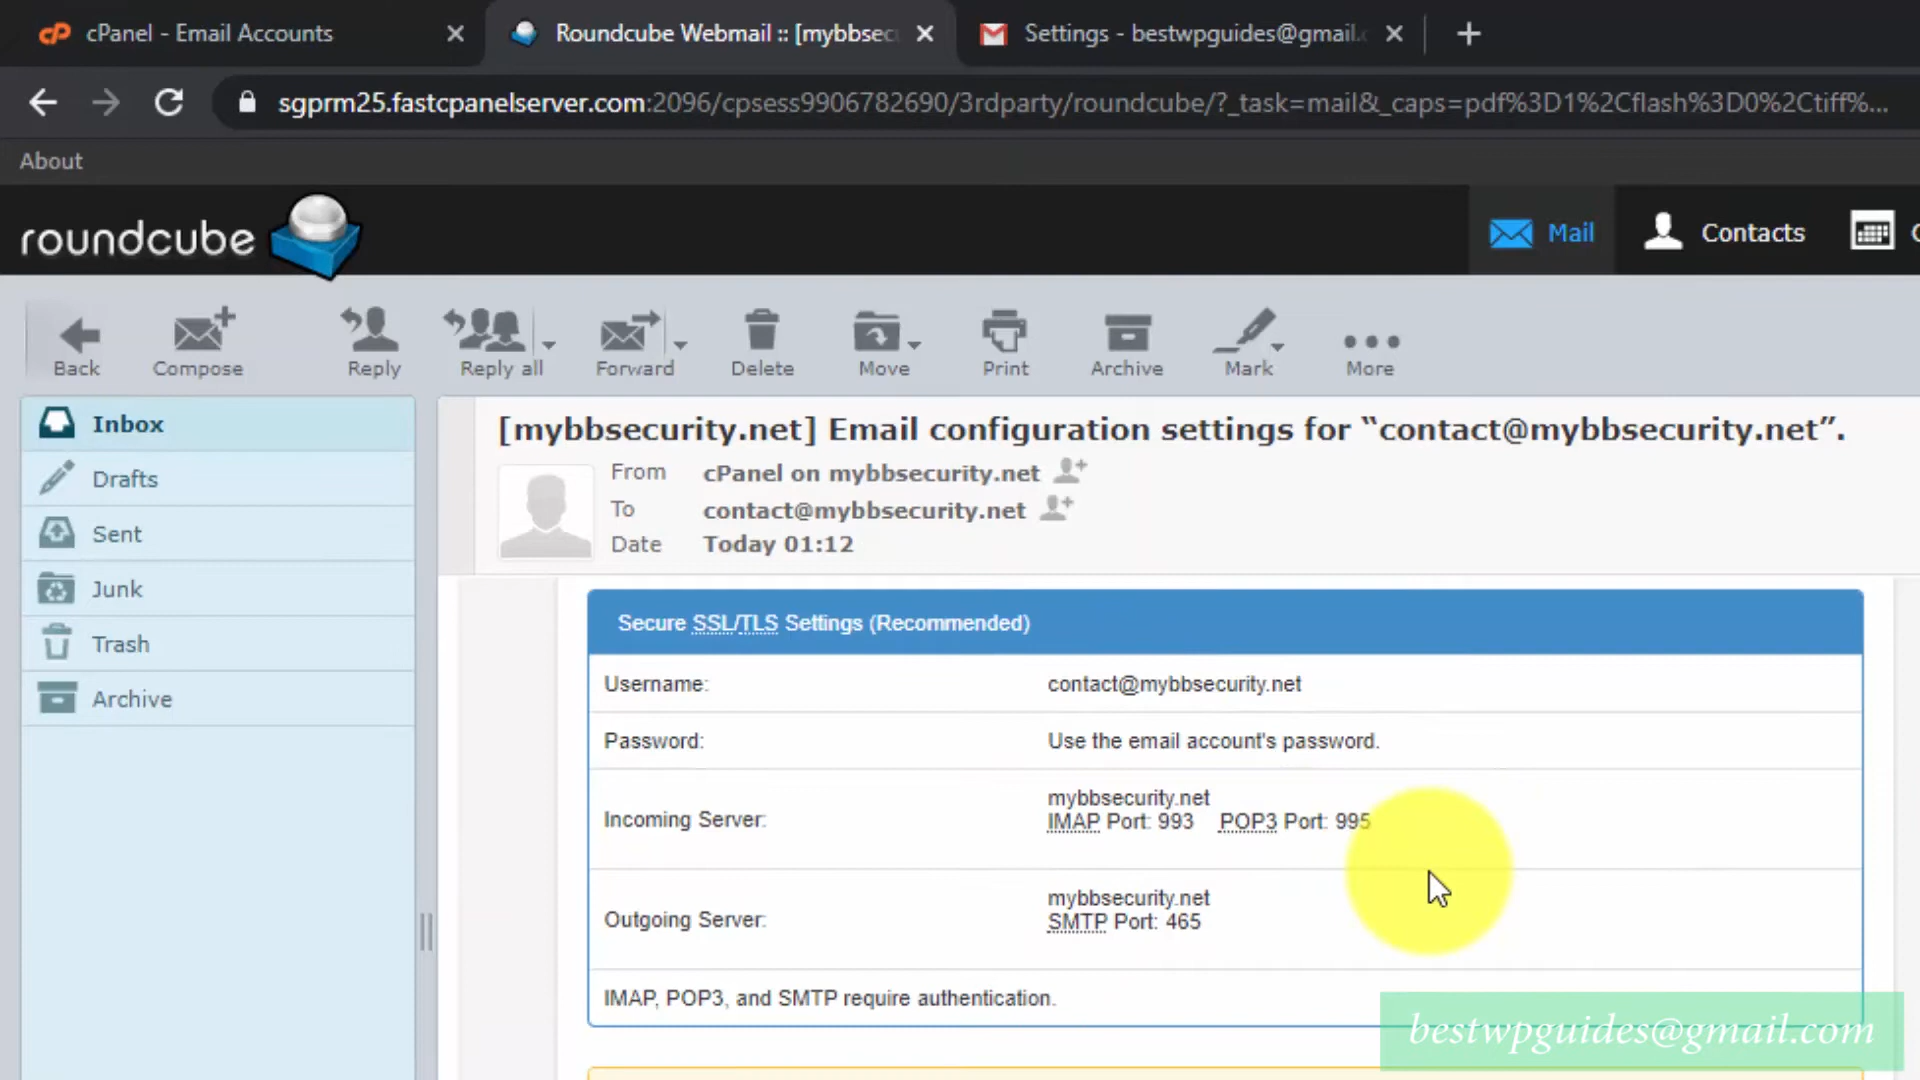 cPanel - Email Accounts
Roundcube Webmail :: [mybbsec
Settings - bestwpguides@gmail.c
sgprm25.fastcpanelserver.com:2096/cpsess9906782690/3rdparty/roundcube/?_task=mail&_caps=pdf%3D1%2Cflash%3D0%2Ctiff%...
About
roundcube
Mail
Contacts
Back
Compose
Reply
Reply all
Forward
Delete
Move
Print
Archive
Mark
More
Inbox
Drafts
Sent
Junk
Trash
Archive
[mybbsecurity.net] Email configuration settings for “contact@mybbsecurity.net”.
From cPanel on mybbsecurity.net
To contact@mybbsecurity.net
Date Today 01:12
Secure SSL/TLS Settings (Recommended)
Username: contact@mybbsecurity.net
Password: Use the email account's password.
Incoming Server: mybbsecurity.net
IMAP Port: 993 POP3 Port: 995
Outgoing Server: mybbsecurity.net
SMTP Port: 465
IMAP, POP3, and SMTP require authentication.
bestwpguides@gmail.com